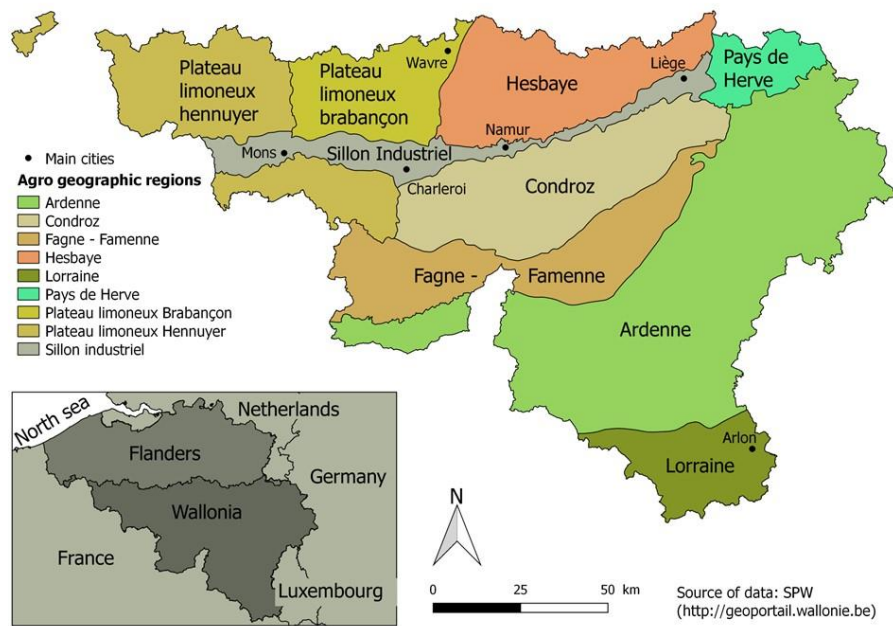 Plateau
limoneux
hennuyer
Plateau
limoneux
brabançon
Wavre
Hesbaye
Liège
Pays de
Herve
Mons
Sillon Industriel
Namur
Charleroi
Condroz
Fagne -
Famenne
Ardenne
Arlon
Lorraine
Main cities
Agro geographic regions
Ardenne
Condroz
Fagne - Famenne
Hesbaye
Lorraine
Pays de Herve
Plateau limoneux Brabançon
Plateau limoneux Hennuyer
Sillon industriel
North sea
Netherlands
Flanders
Germany
Wallonia
France
Luxembourg
N
0 25 50 km
Source of data: SPW
(http://geoportail.wallonie.be)